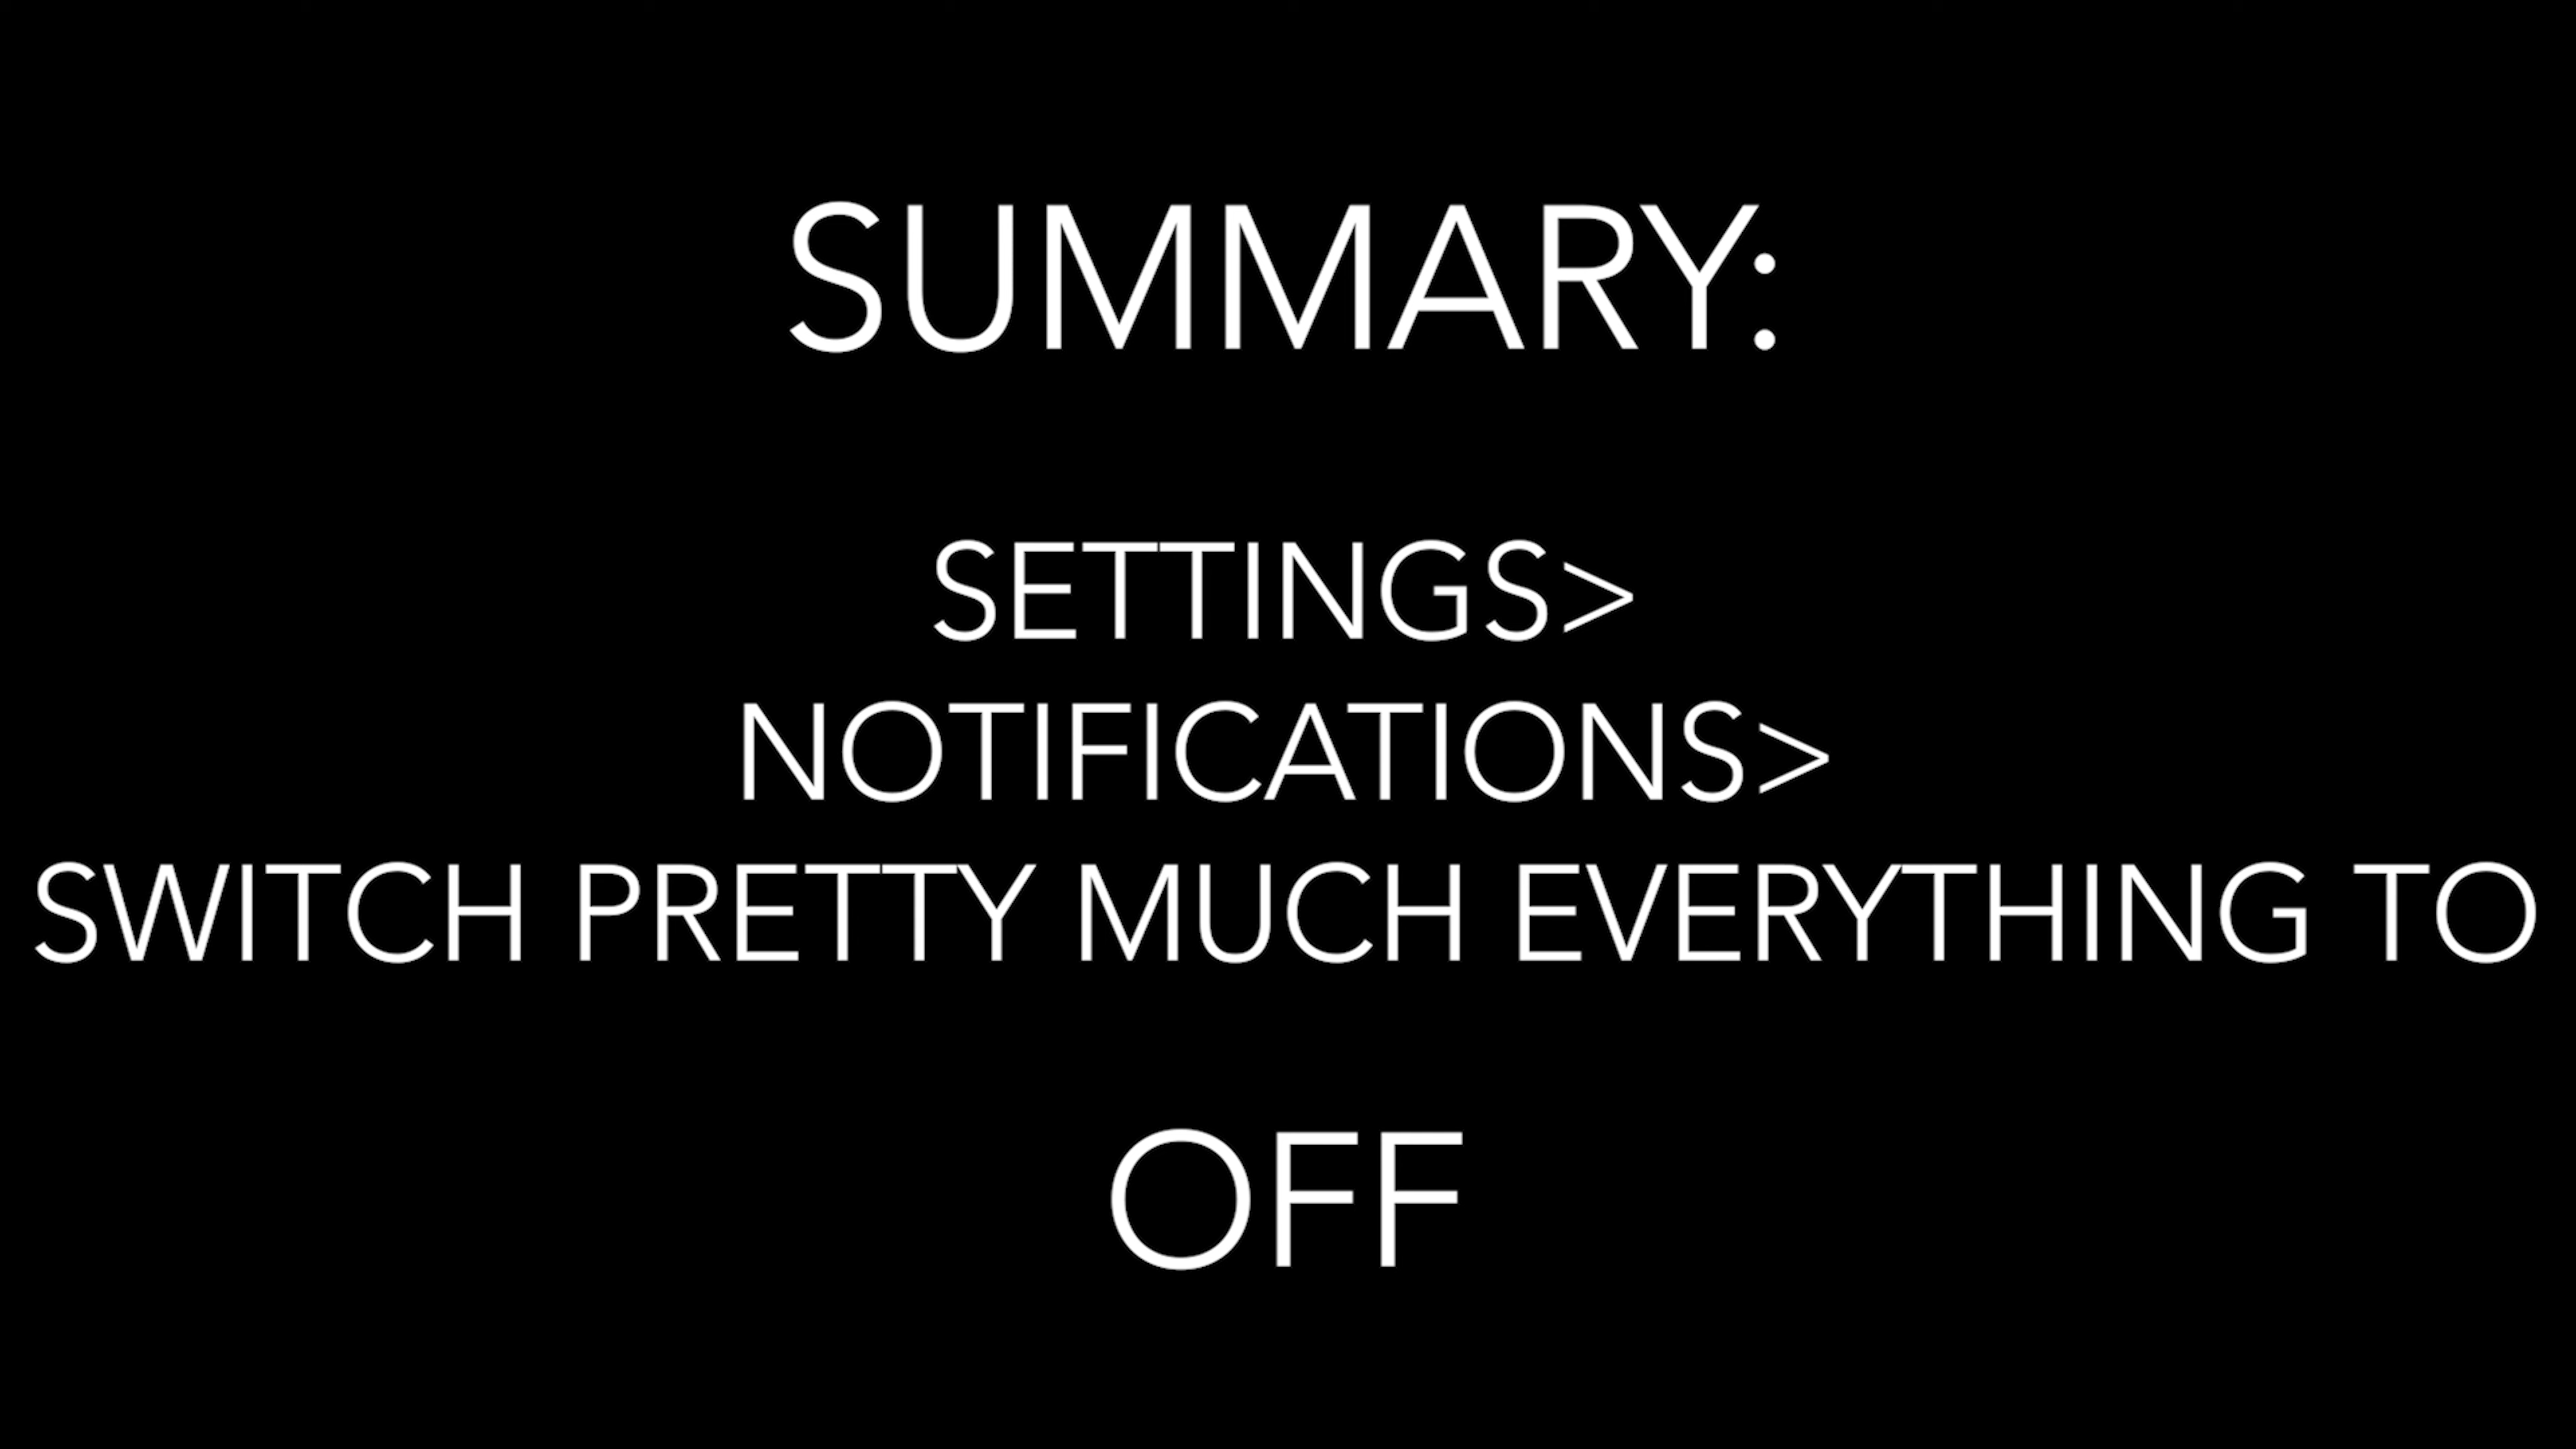 SUMMARY:
SETTINGS>
NOTIFICATIONS>
SWITCH PRETTY MUCH EVERYTHING TO
OFF